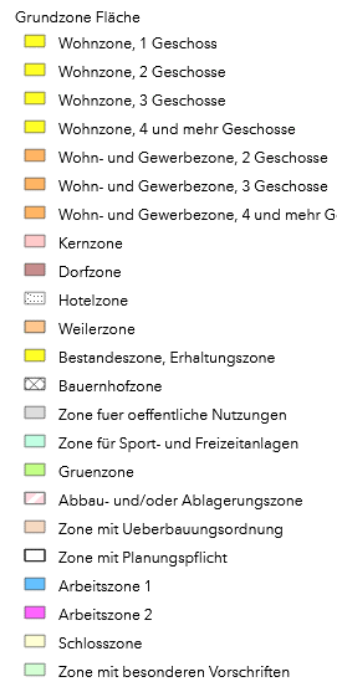 Grundzone Fläche
Wohnzone, 1 Geschoss
Wohnzone, 2 Geschosse
Wohnzone, 3 Geschosse
Wohnzone, 4 und mehr Geschosse
Wohn- und Gewerbezone, 2 Geschosse
Wohn- und Gewerbezone, 3 Geschosse
Wohn- und Gewerbezone, 4 und mehr G
Kernzone
Dorfzone
Hotelzone
Weilerzone
Bestandeszone, Erhaltungszone
Bauernhofzone
Zone fuer oeffentliche Nutzungen
Zone für Sport- und Freizeitanlagen
Gruenzone
Abbau- und/oder Ablagerungszone
Zone mit Ueberbauungsordnung
Zone mit Planungspflicht
Arbeitszone 1
Arbeitszone 2
Schlosszone
Zone mit besonderen Vorschriften